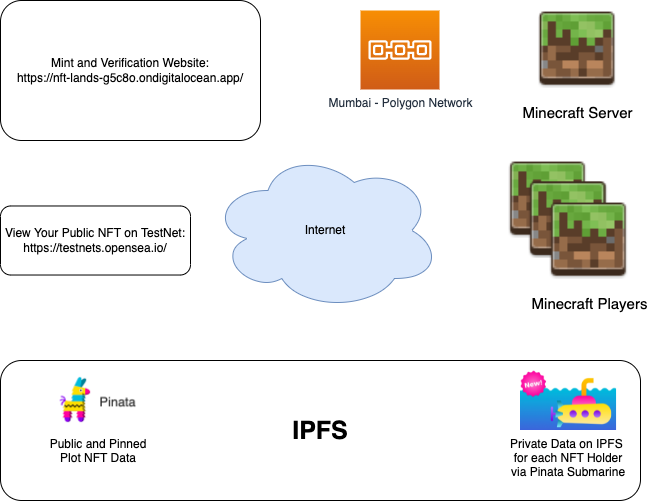 Mint and Verification Website:
https://nft-lands-g5c8o.ondigitalocean.app/
Mumbai - Polygon Network
Minecraft Server
View Your Public NFT on TestNet:
https://testnets.opensea.io/
Internet
Minecraft Players
Pinata
Public and Pinned
Plot NFT Data
IPFS
New!
Private Data on IPFS
for each NFT Holder
via Pinata Submarine